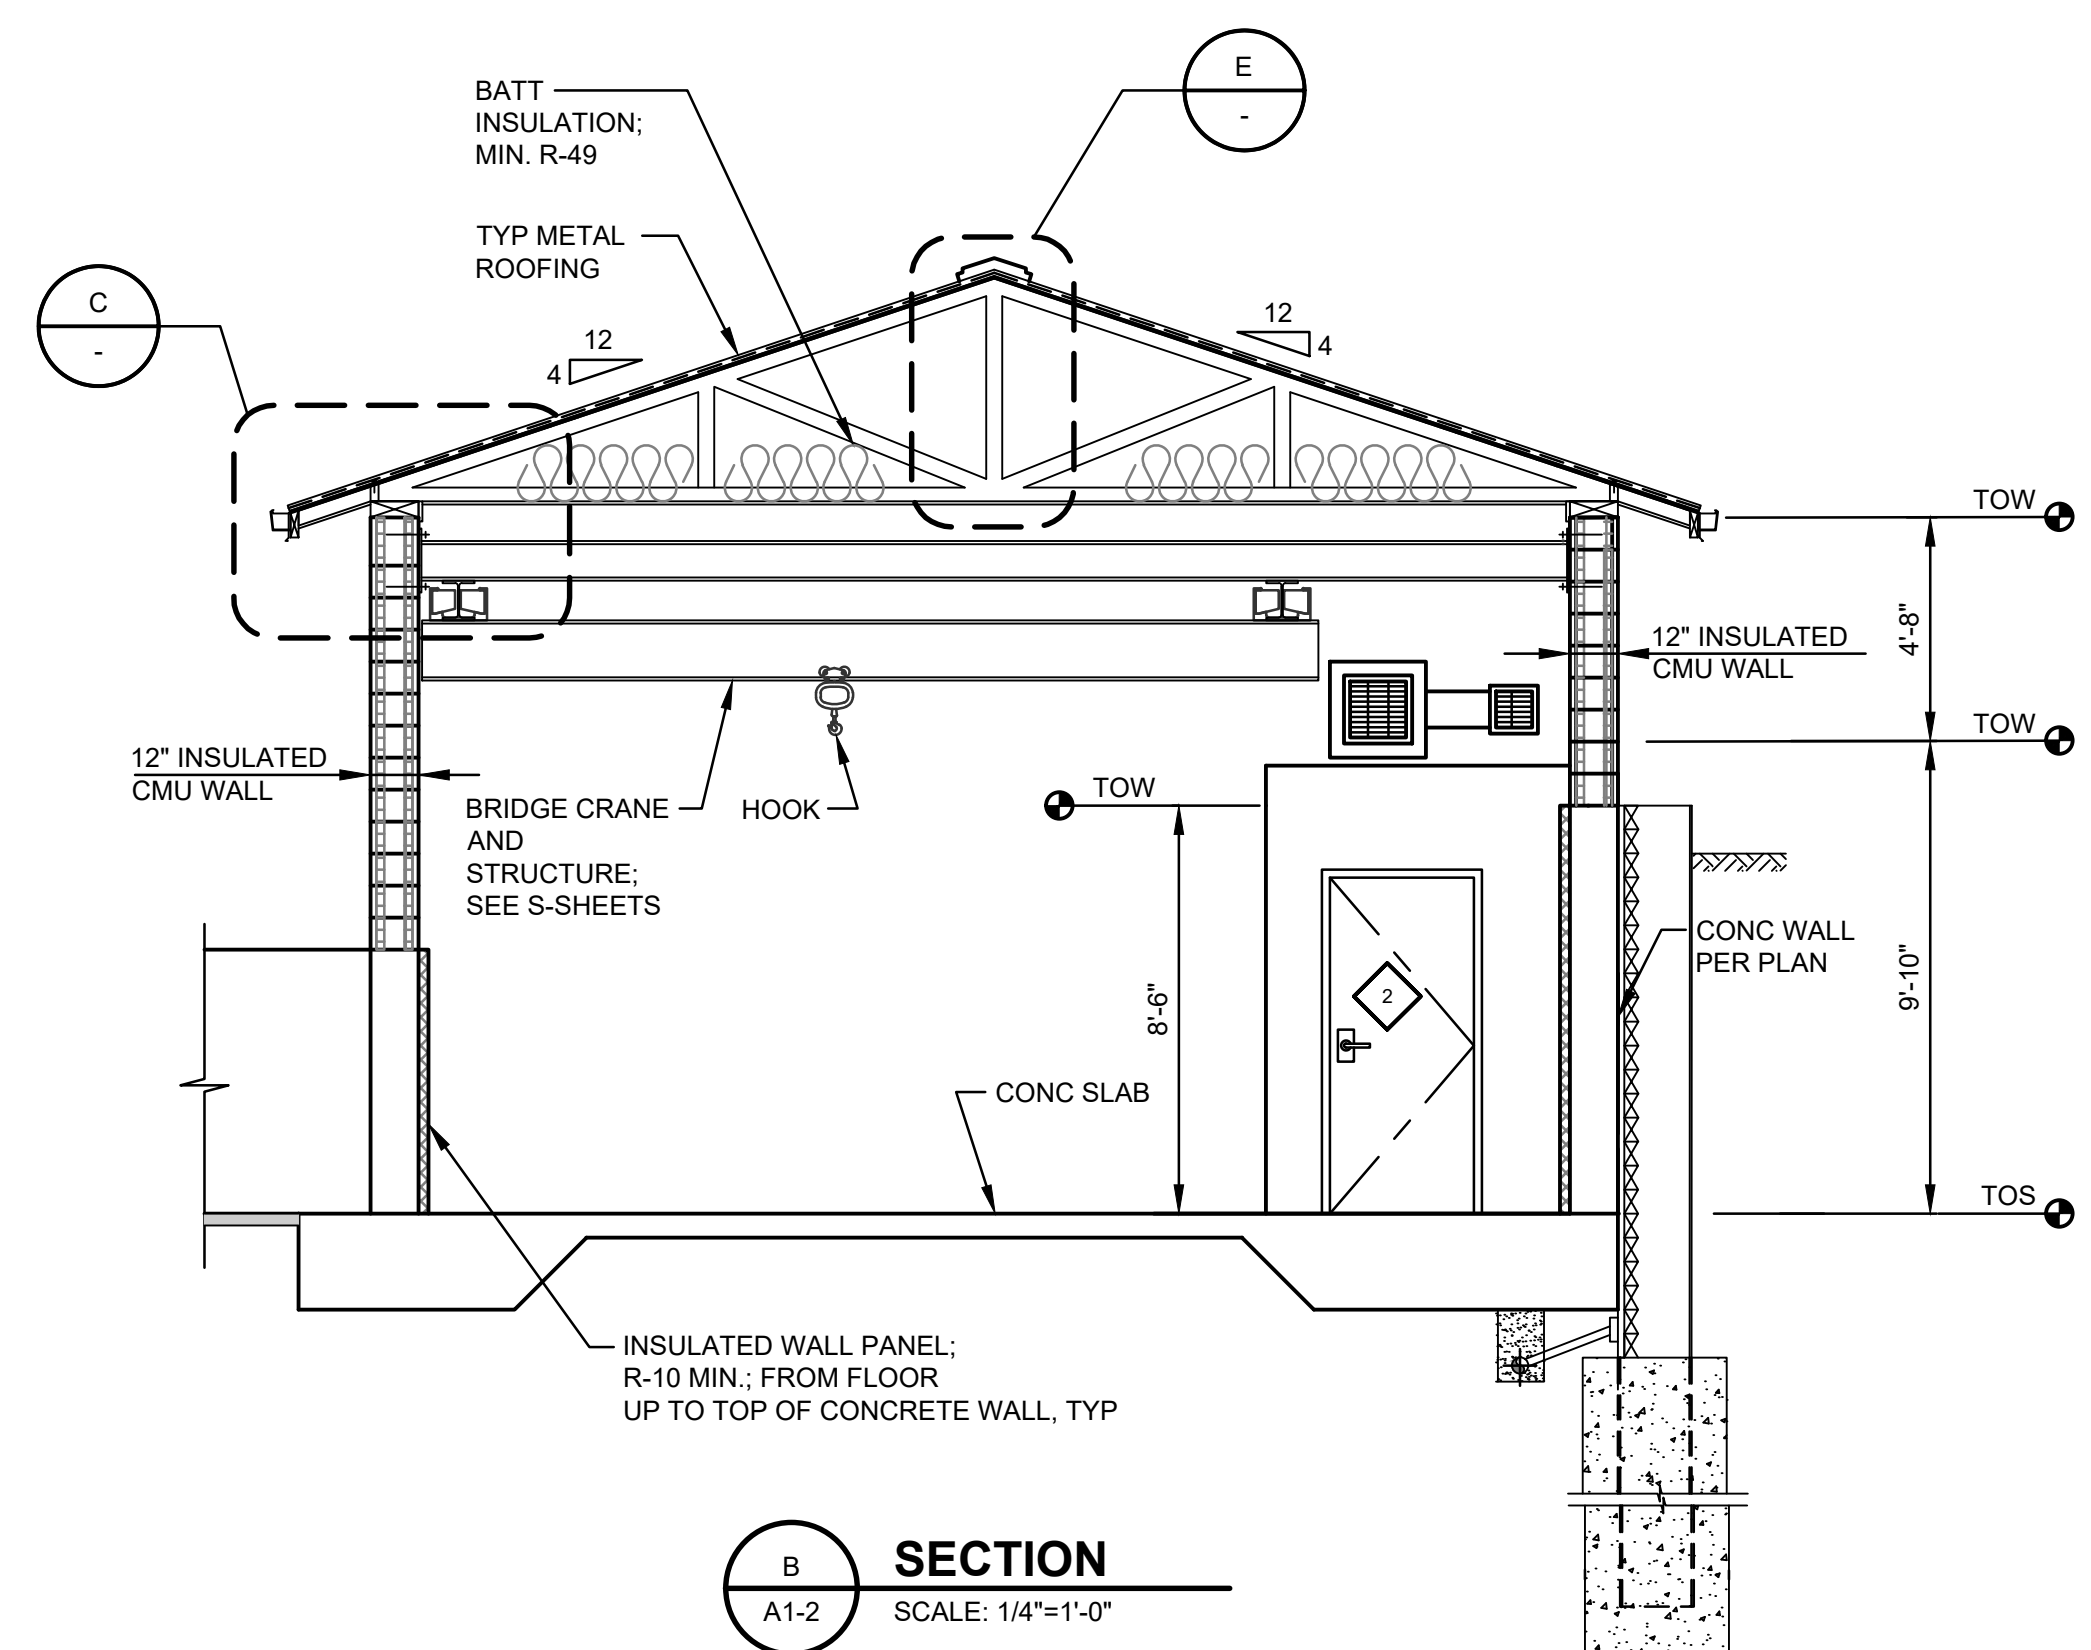 E
-
BATT
INSULATION;
MIN. R-49
TYP METAL
ROOFING
C
-
12
4
12
4
TOW
4'-8"
12" INSULATED
CMU WALL
TOW
12" INSULATED
CMU WALL
BRIDGE CRANE
AND
STRUCTURE;
SEE S-SHEETS
HOOK
TOW
CONC WALL
PER PLAN
9'-10"
8'-6"
2
CONC SLAB
TOS
INSULATED WALL PANEL;
R-10 MIN.; FROM FLOOR
UP TO TOP OF CONCRETE WALL, TYP
B
A1-2
SECTION
SCALE: 1/4"=1'-0"